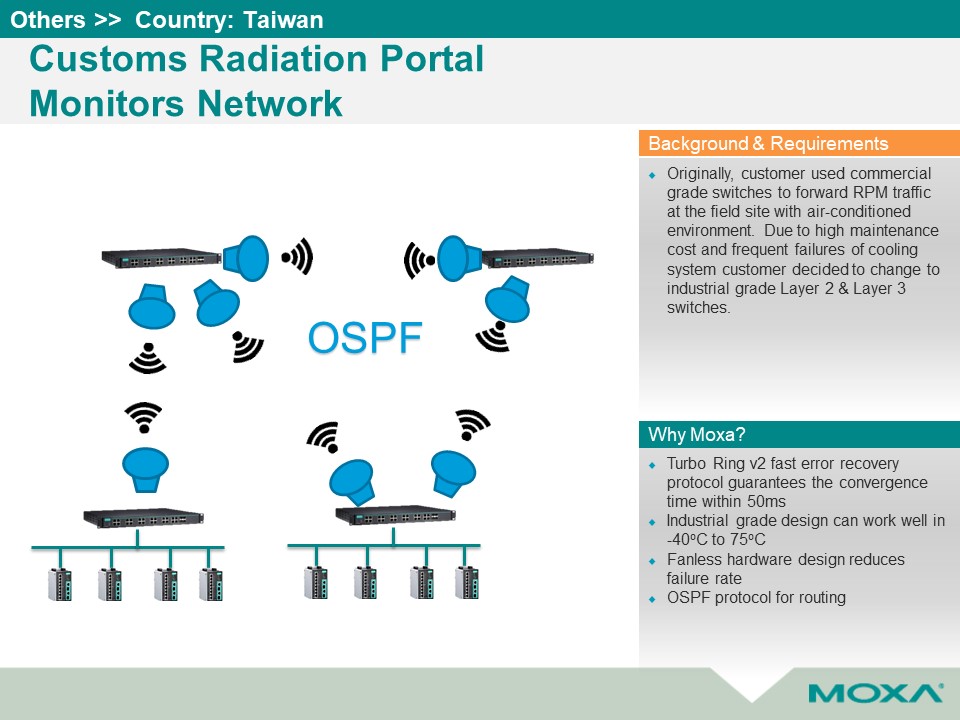 Others >>  Country: Taiwan
Customs Radiation Portal
Monitors Network
OSPF
Background & Requirements
Originally, customer used commercial
grade switches to forward RPM traffic
at the field site with air-conditioned
environment.  Due to high maintenance
cost and frequent failures of cooling
system customer decided to change to
industrial grade Layer 2 & Layer 3
switches.
Why Moxa?
Turbo Ring v2 fast error recovery
protocol guarantees the convergence
time within 50ms
Industrial grade design can work well in
-40ºC to 75ºC
Fanless hardware design reduces
failure rate
OSPF protocol for routing
MOXA®